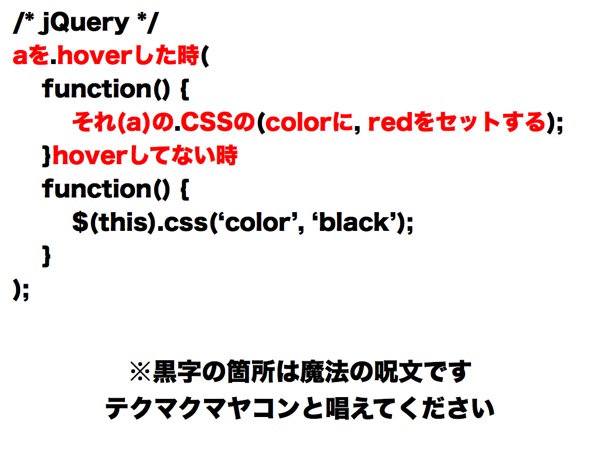 /* jQuery */
aを.hoverした時(
function() {
それ(a)の.CSSの(colorに, redをセットする);
}hoverしてない時
function() {
$(this).css(‘color’, ‘black’);
}
);
※黒字の箇所は魔法の呪文です
テクマクマヤコンと唱えてください